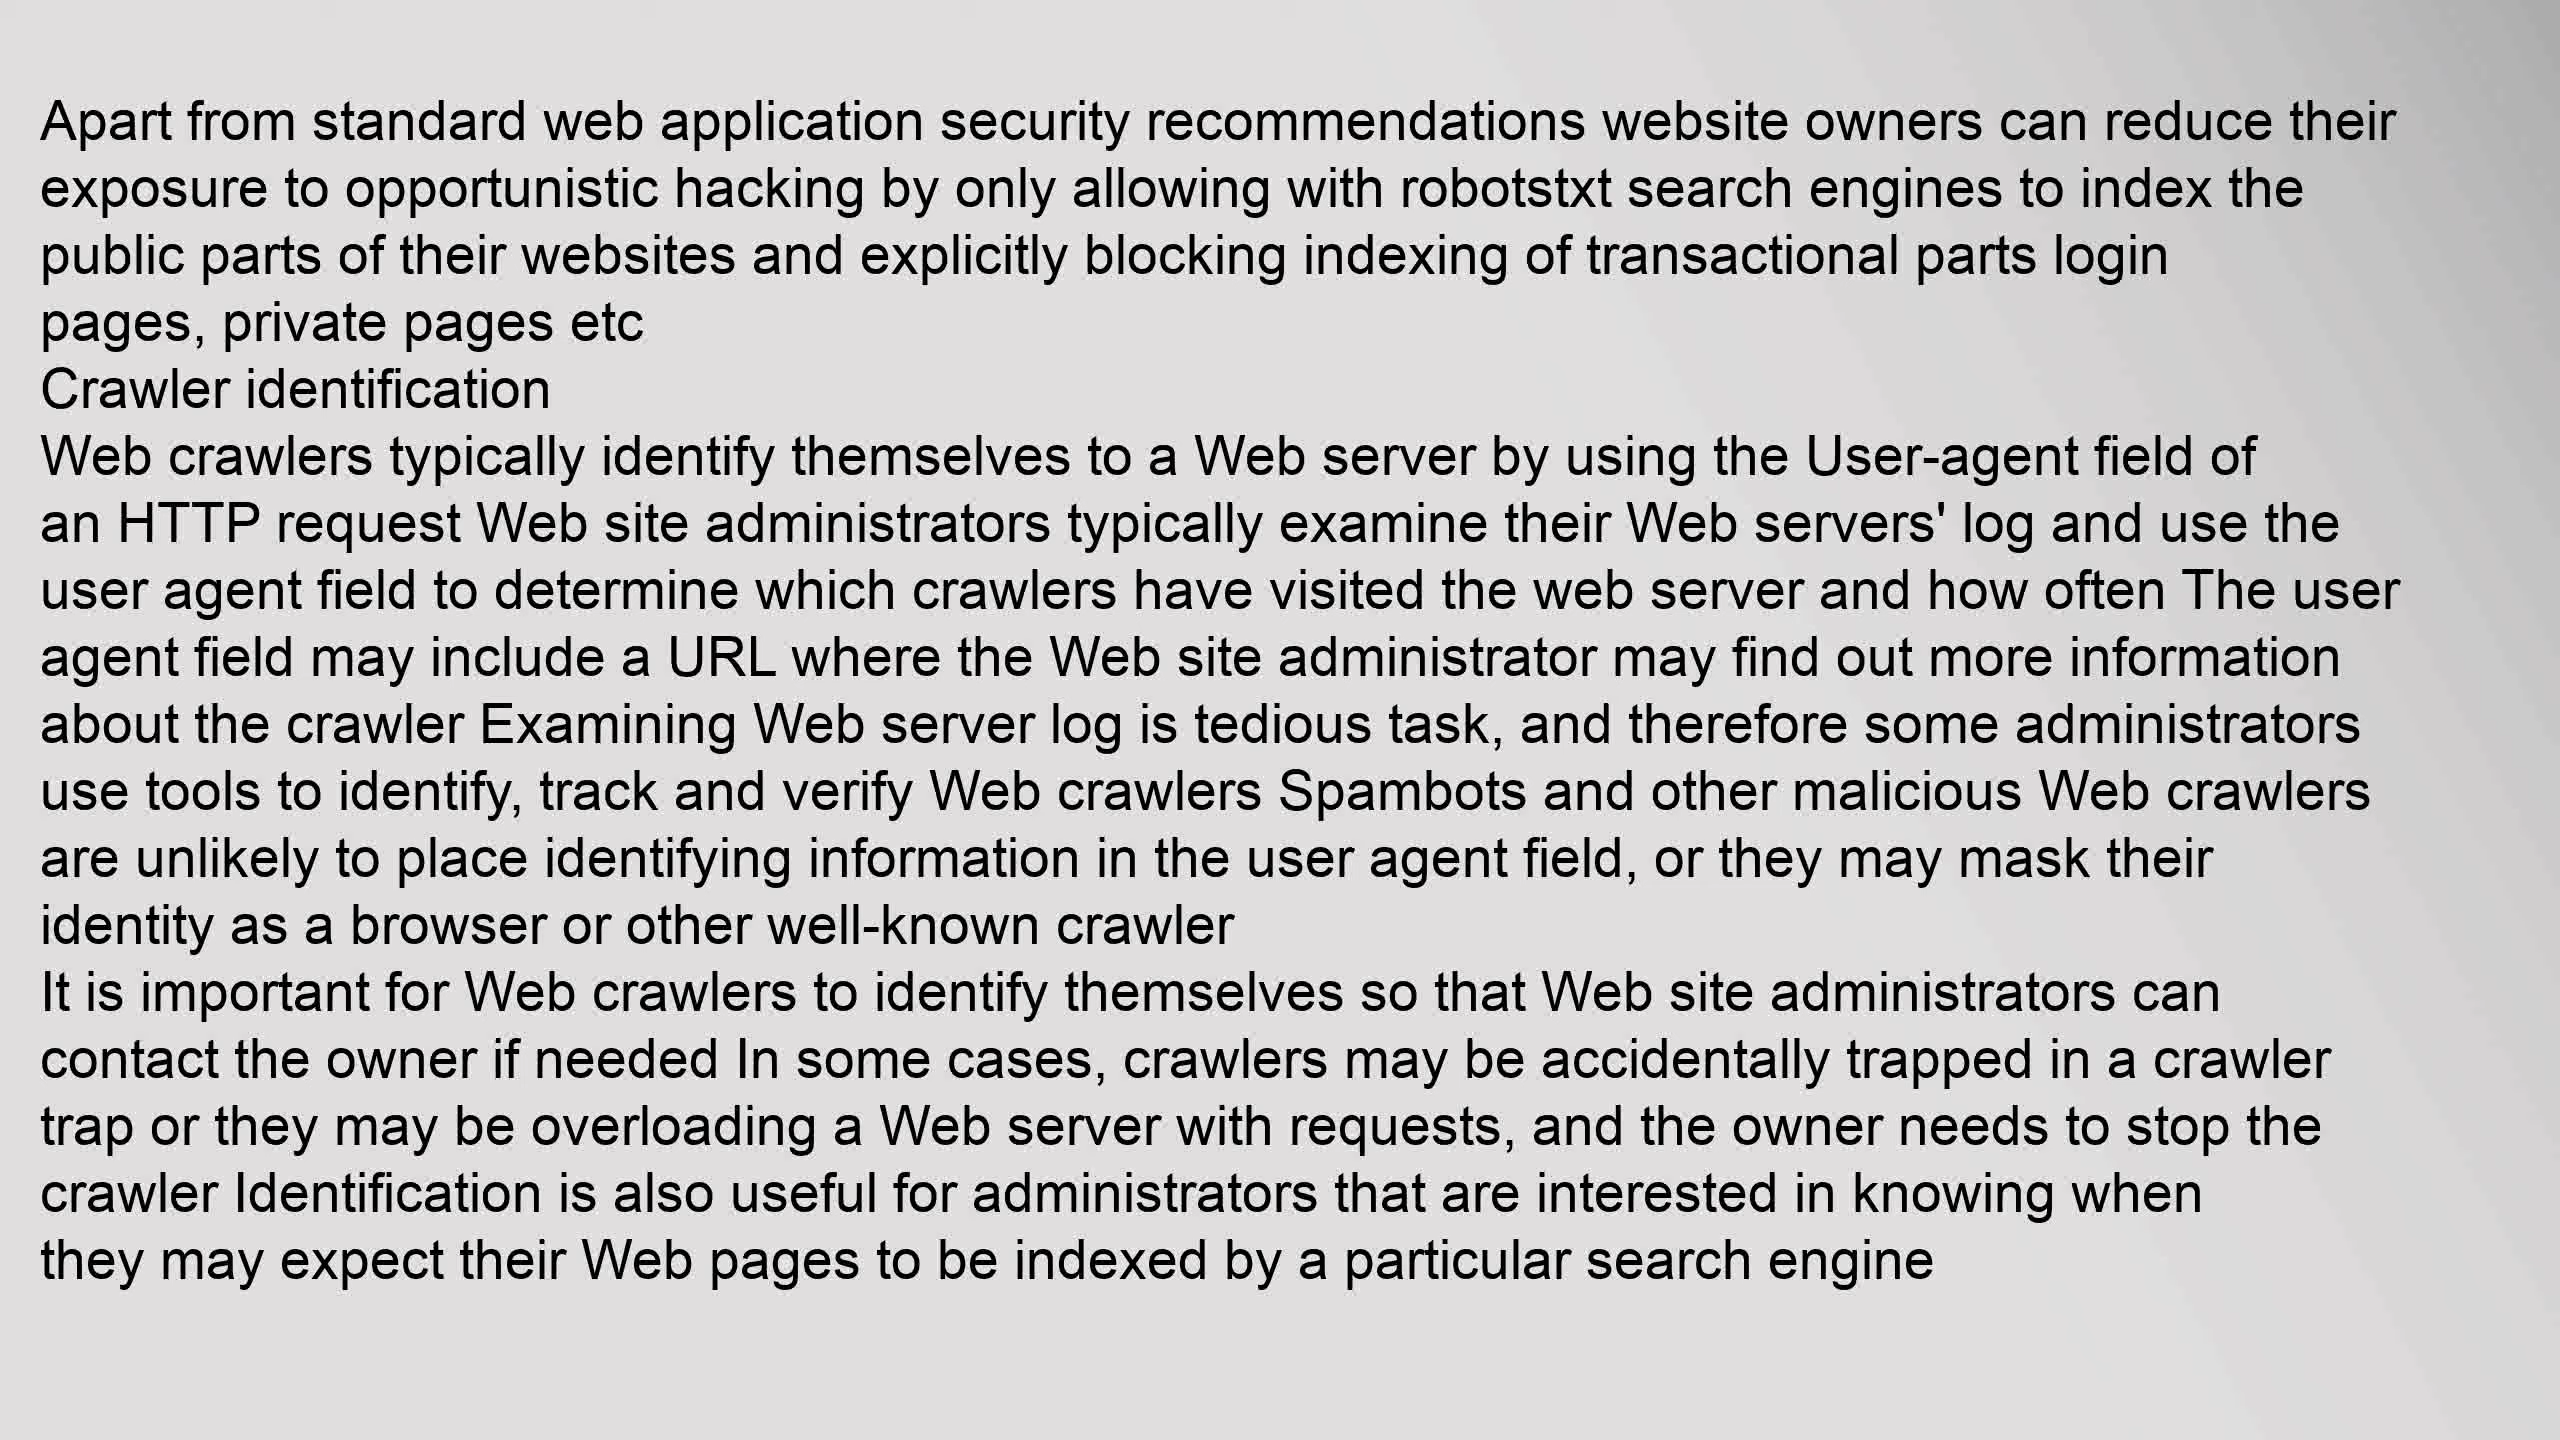 Apart from standard web application security recommendations website owners can reduce their
exposure to opportunistic hacking by only allowing with robotstxt search engines to index the
public parts of their websites and explicitly blocking indexing of transactional parts login
pages, private pages etc
Crawler identification
Web crawlers typically identify themselves to a Web server by using the User-agent field of
an HTTP request Web site administrators typically examine their Web servers' log and use the
user agent field to determine which crawlers have visited the web server and how often The user
agent field may include a URL where the Web site administrator may find out more information
about the crawler Examining Web server log is tedious task, and therefore some administrators
use tools to identify, track and verify Web crawlers Spambots and other malicious Web crawlers
are unlikely to place identifying information in the user agent field, or they may mask their
identity as a browser or other well-known crawler
It is important for Web crawlers to identify themselves so that Web site administrators can
contact the owner if needed In some cases, crawlers may be accidentally trapped in a crawler
trap or they may be overloading a Web server with requests, and the owner needs to stop the
crawler Identification is also useful for administrators that are interested in knowing when
they may expect their Web pages to be indexed by a particular search engine